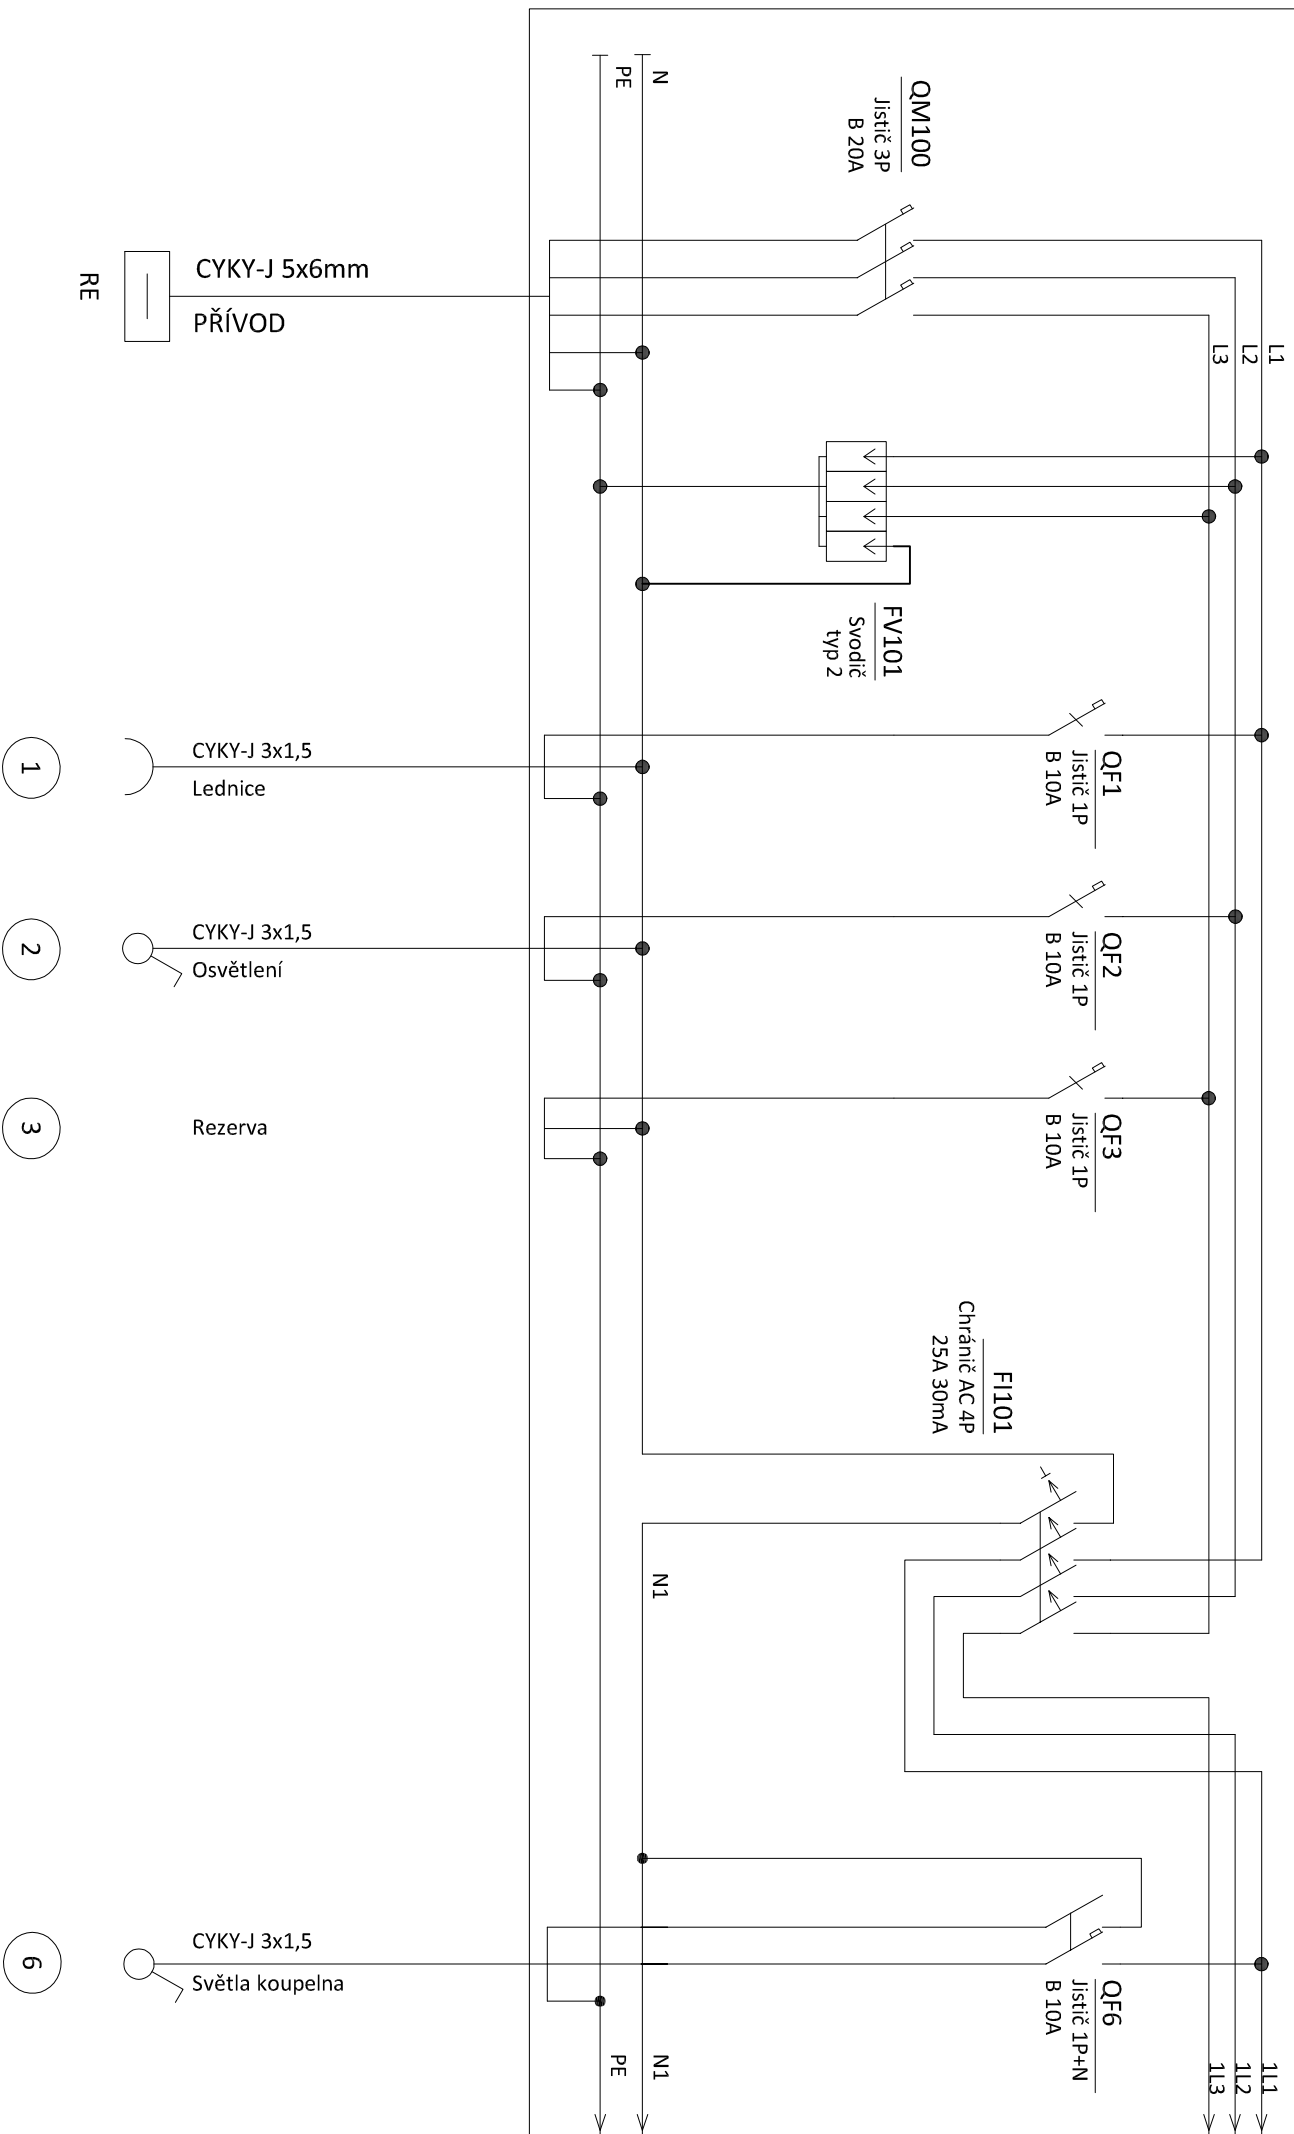 N
PE
QM100
Jistič 3P
B 20A
CYKY-J 5x6mm
PŘÍVOD
RE
L1
L2
L3
FV101
Svodič
typ 2
QF1
Jistič 1P
B 10A
CYKY-J 3x1,5
Lednice
1
QF2
Jistič 1P
B 10A
CYKY-J 3x1,5
Osvětlení
2
QF3
Jistič 1P
B 10A
Rezerva
3
FI101
Chránič AC 4P
25A 30mA
N1
QF6
Jistič 1P+N
B 10A
CYKY-J 3x1,5
Světla koupelna
6
1L1
1L2
1L3
N1
PE